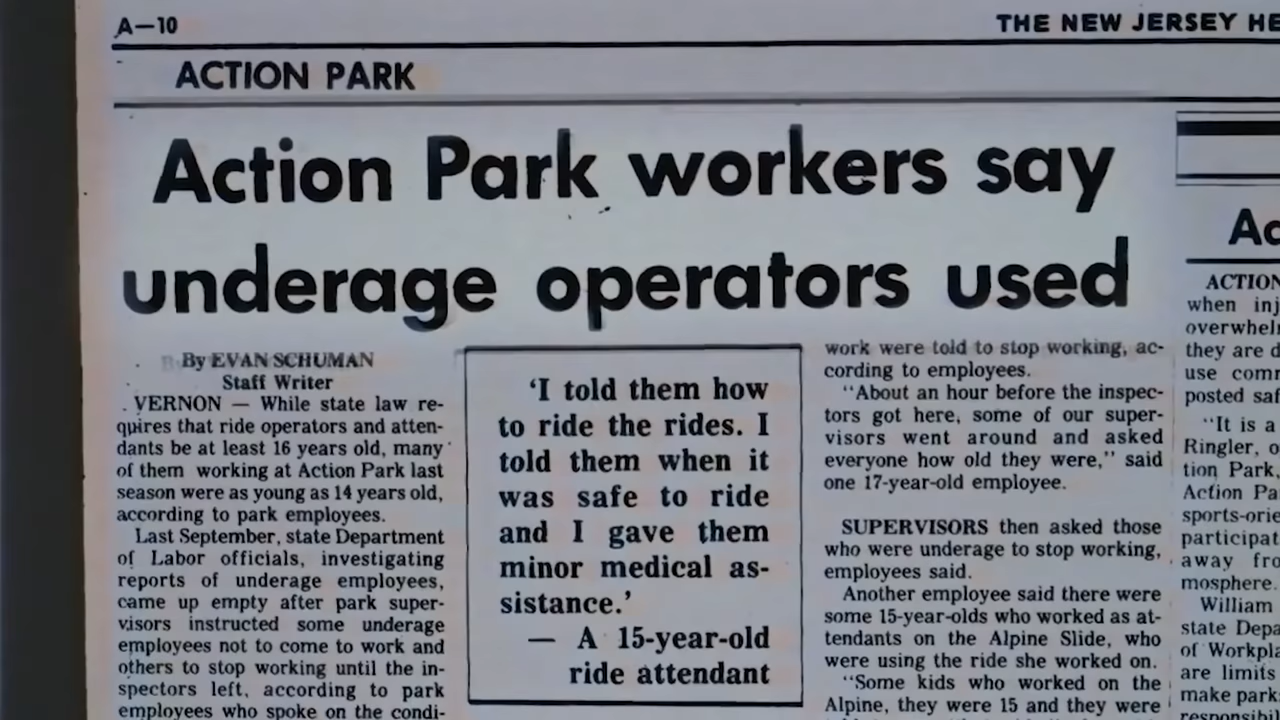 A—10
THE NEW JERSEY HE
ACTION PARK
Action Park workers say
underage operators used
By EVAN SCHUMAN
Staff Writer
VERNON — While state law re-
quires that ride operators and atten-
dants be at least 16 years old, many
of them working at Action Park last
season were as young as 14 years old,
according to park employees.
Last September, state Department
of Labor officials, investigating
reports of underage employees,
came up empty after park super-
visors instructed some underage
employees not to come to work and
others to stop working until the in-
spectors left, according to park
employees who spoke on the condi-
'I told them how
to ride the rides. I
told them when it
was safe to ride
and I gave them
minor medical as-
sistance.'
— A 15-year-old
ride attendant
work were told to stop working, ac-
cording to employees.
"About an hour before the inspec-
tors got here, some of our super-
visors went around and asked
everyone how old they were," said
one 17-year-old employee.
SUPERVISORS then asked those
who were underage to stop working,
employees said.
Another employee said there were
some 15-year-olds who worked as at-
tendants on the Alpine Slide, who
were using the ride she worked on.
"Some kids who worked on the
Alpine, they were 15 and they were
Ac
ACTION
when inj
overwhel
they are d
use com
posted saf
"It is a
Ringler, o
tion Park,
Action Pa
sports-orie
participat
away fro
mosphere.
William
state Depa
of Workpla
are limits
make park
responsibil